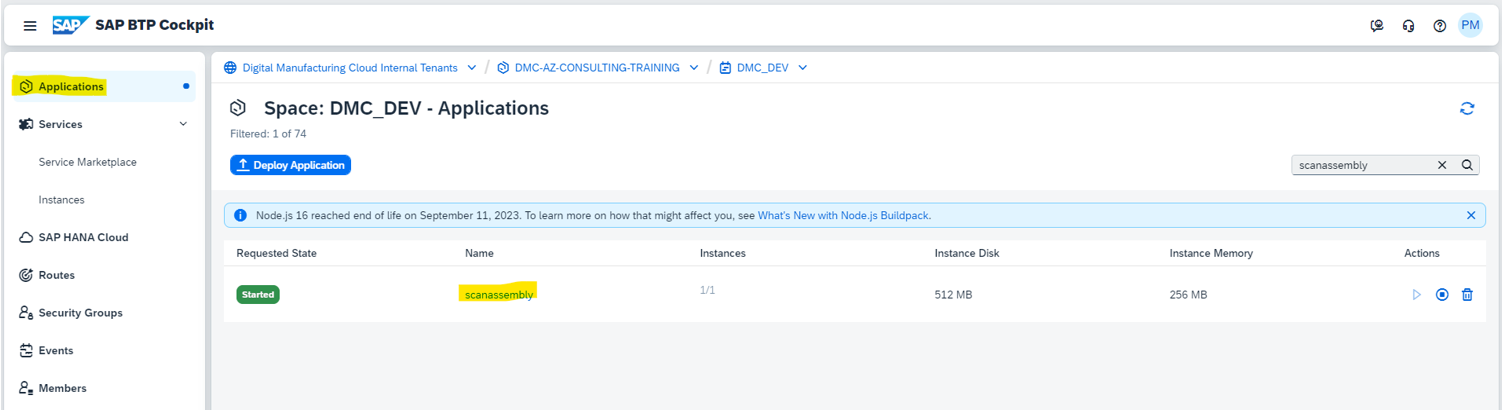 SAP SAP BTP Cockpit PM
Applications
Services
Service Marketplace
Instances
SAP HANA Cloud
Routes
Security Groups
Events
Members
Digital Manufacturing Cloud Internal Tenants / DMC-AZ-CONSULTING-TRAINING / DMC_DEV
Space: DMC_DEV - Applications
Filtered: 1 of 74
Deploy Application scanassembly
Node.js 16 reached end of life on September 11, 2023. To learn more on how that might affect you, see What's New with Node.js Buildpack.
Requested State Name Instances Instance Disk Instance Memory Actions
Started scanassembly 1/1 512 MB 256 MB